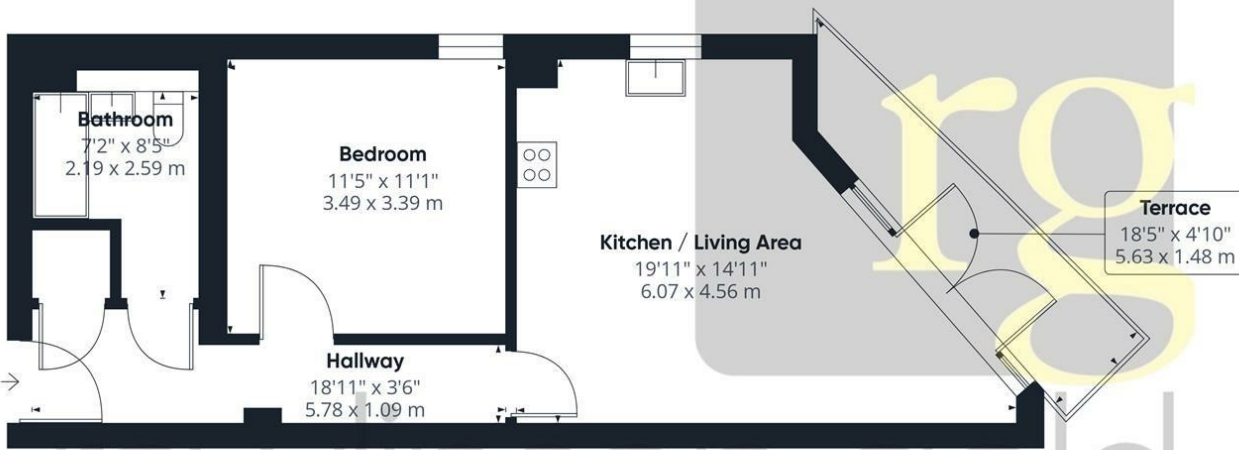 Bathroom
7'2" x 8'5"
2.19 x 2.59 m
Bedroom
11'5" x 11'1"
3.49 x 3.39 m
Kitchen / Living Area
19'11" x 14'11"
6.07 x 4.56 m
Terrace
18'5" x 4'10"
5.63 x 1.48 m
Hallway
18'11" x 3'6"
5.78 x 1.09 m
rg